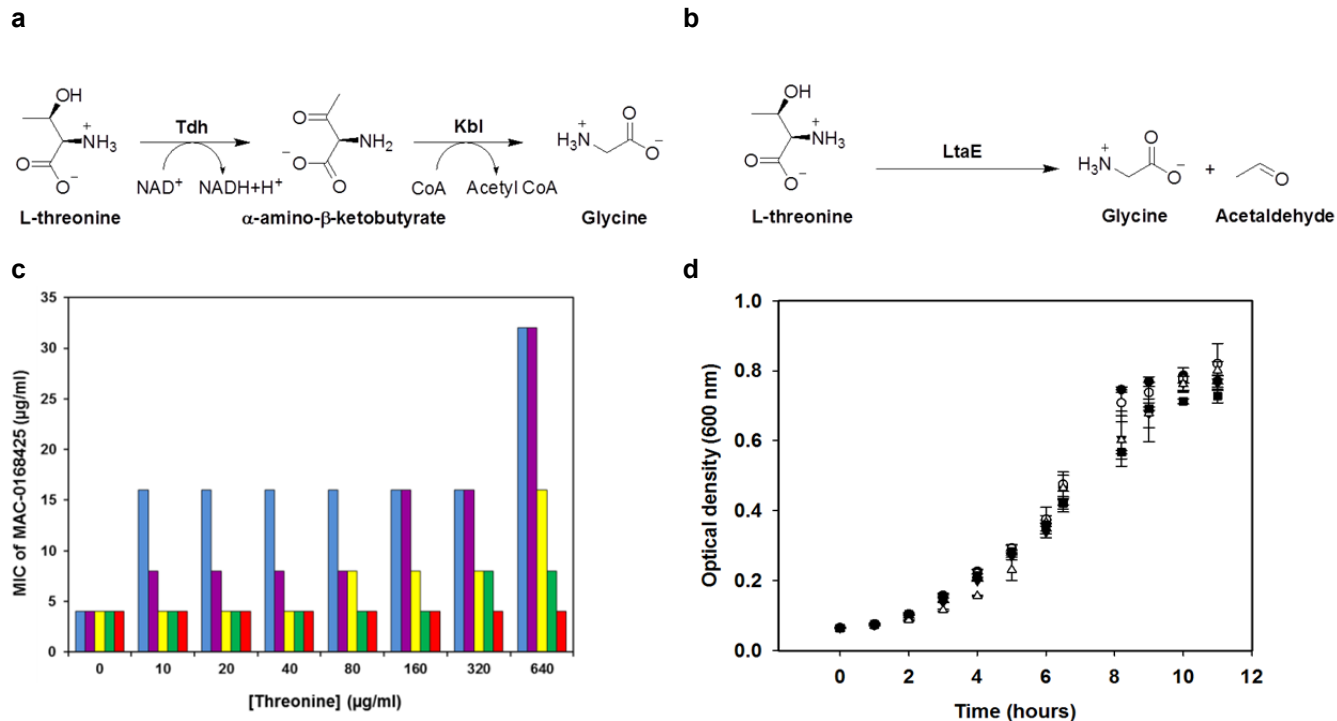 a
OH
+
NH3
O
O
−
L-threonine
Tdh
NAD+ NADH+H+
O
NH2
−
O
O
α-amino-β-ketobutyrate
Kbl
CoA Acetyl CoA
+
H3N
O
O
−
Glycine
b
OH
+
NH3
O
O
−
L-threonine
LtaE
+
H3N
O
O
−
+
O
Glycine Acetaldehyde
c
MIC of MAC-0168425 (µg/ml)
35
30
25
20
15
10
5
0
0 10 20 40 80 160 320 640
[Threonine] (µg/ml)
d
Optical density (600 nm)
1.0
0.8
0.6
0.4
0.2
0.0
0 2 4 6 8 10 12
Time (hours)